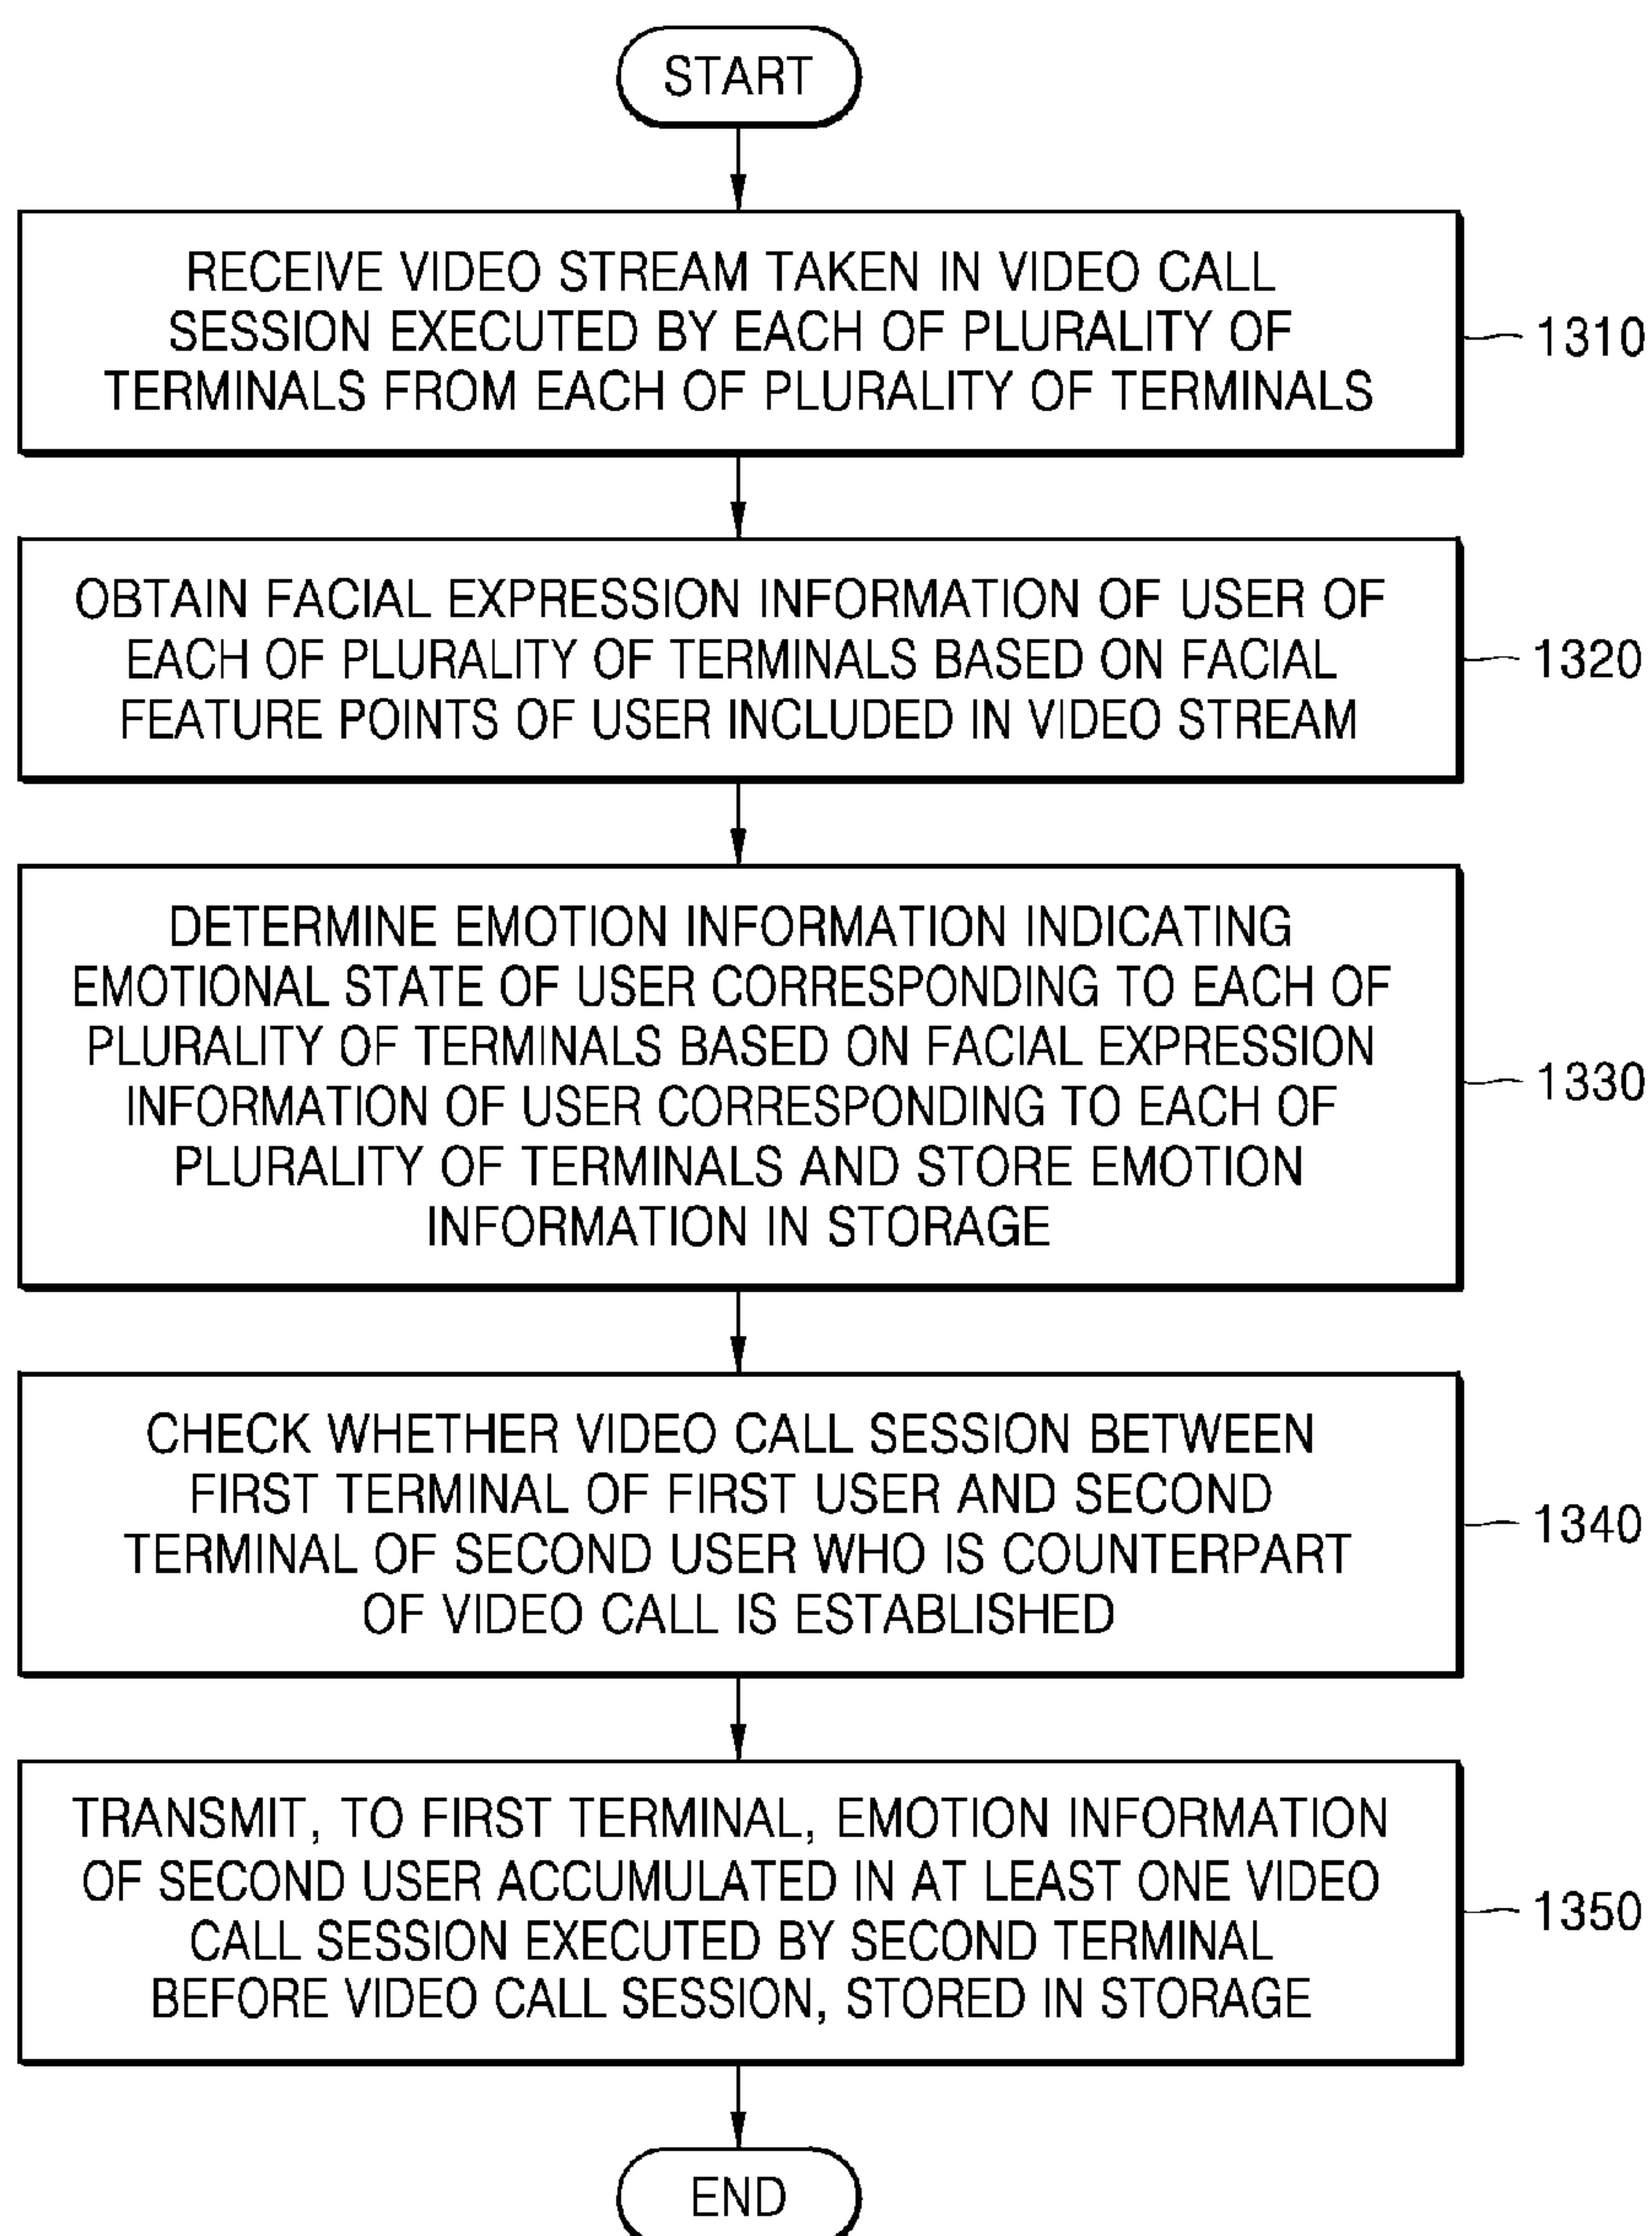 START
RECEIVE VIDEO STREAM TAKEN IN VIDEO CALL
SESSION EXECUTED BY EACH OF PLURALITY OF
TERMINALS FROM EACH OF PLURALITY OF TERMINALS
1310
OBTAIN FACIAL EXPRESSION INFORMATION OF USER OF
EACH OF PLURALITY OF TERMINALS BASED ON FACIAL
FEATURE POINTS OF USER INCLUDED IN VIDEO STREAM
1320
DETERMINE EMOTION INFORMATION INDICATING
EMOTIONAL STATE OF USER CORRESPONDING TO EACH OF
PLURALITY OF TERMINALS BASED ON FACIAL EXPRESSION
INFORMATION OF USER CORRESPONDING TO EACH OF
PLURALITY OF TERMINALS AND STORE EMOTION
INFORMATION IN STORAGE
1330
CHECK WHETHER VIDEO CALL SESSION BETWEEN
FIRST TERMINAL OF FIRST USER AND SECOND
TERMINAL OF SECOND USER WHO IS COUNTERPART
OF VIDEO CALL IS ESTABLISHED
1340
TRANSMIT, TO FIRST TERMINAL, EMOTION INFORMATION
OF SECOND USER ACCUMULATED IN AT LEAST ONE VIDEO
CALL SESSION EXECUTED BY SECOND TERMINAL
BEFORE VIDEO CALL SESSION, STORED IN STORAGE
1350
END